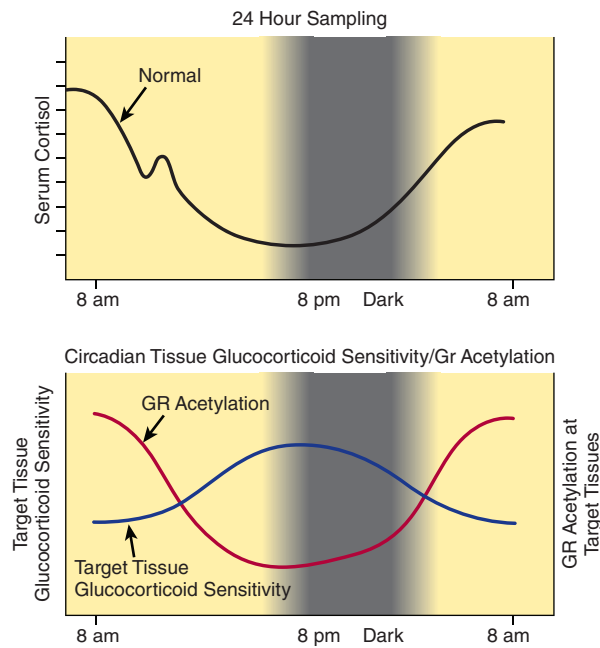 24 Hour Sampling
Serum Cortisol
Normal
8 am
8 pm
Dark
8 am
Circadian Tissue Glucocorticoid Sensitivity/Gr Acetylation
Target Tissue
Glucocorticoid Sensitivity
GR Acetylation
Target Tissue
Glucocorticoid Sensitivity
GR Acetylation at
Target Tissues
8 am
8 pm
Dark
8 am